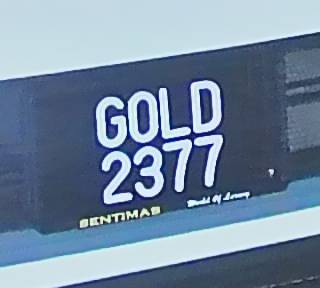 GOLD
2377
SENTIMAS World of Luxury